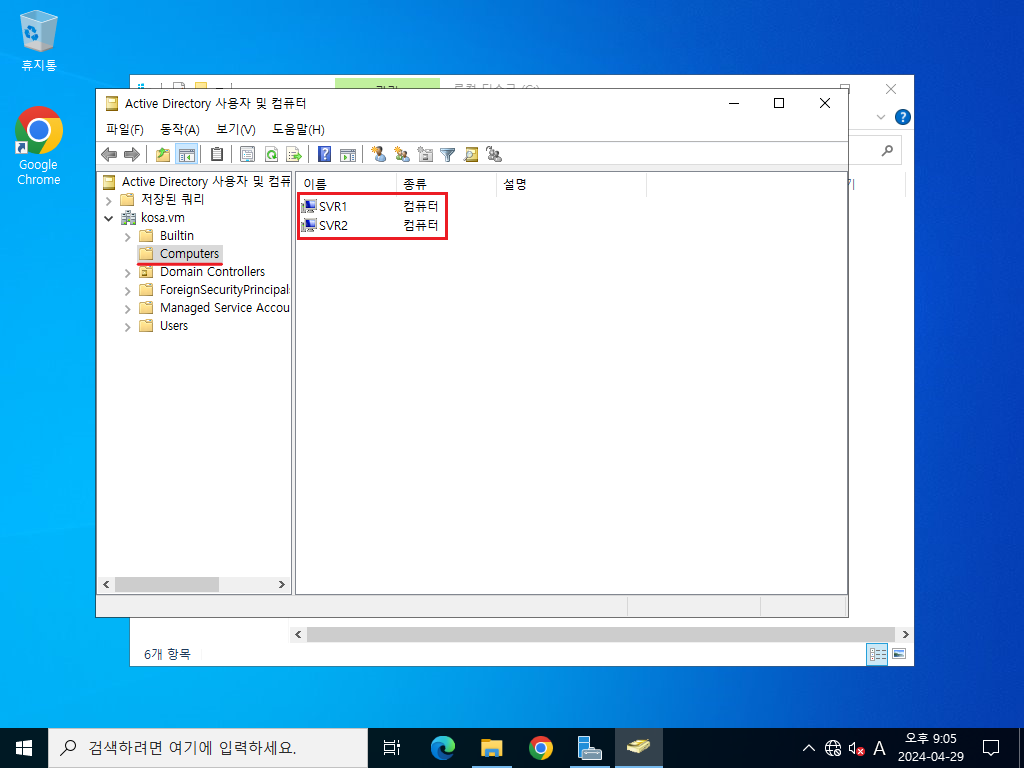 휴지통
Google
Chrome
Active Directory 사용자 및 컴퓨터
파일(F) 동작(A) 보기(V) 도움말(H)
Active Directory 사용자 및 컴퓨
저장된 쿼리
kosa.vm
Builtin
Computers
Domain Controllers
ForeignSecurityPrincipal
Managed Service Accou
Users
이름 종류 설명
SVR1 컴퓨터
SVR2 컴퓨터
6개 항목
검색하려면 여기에 입력하세요.
A
오후 9:05
2024-04-29